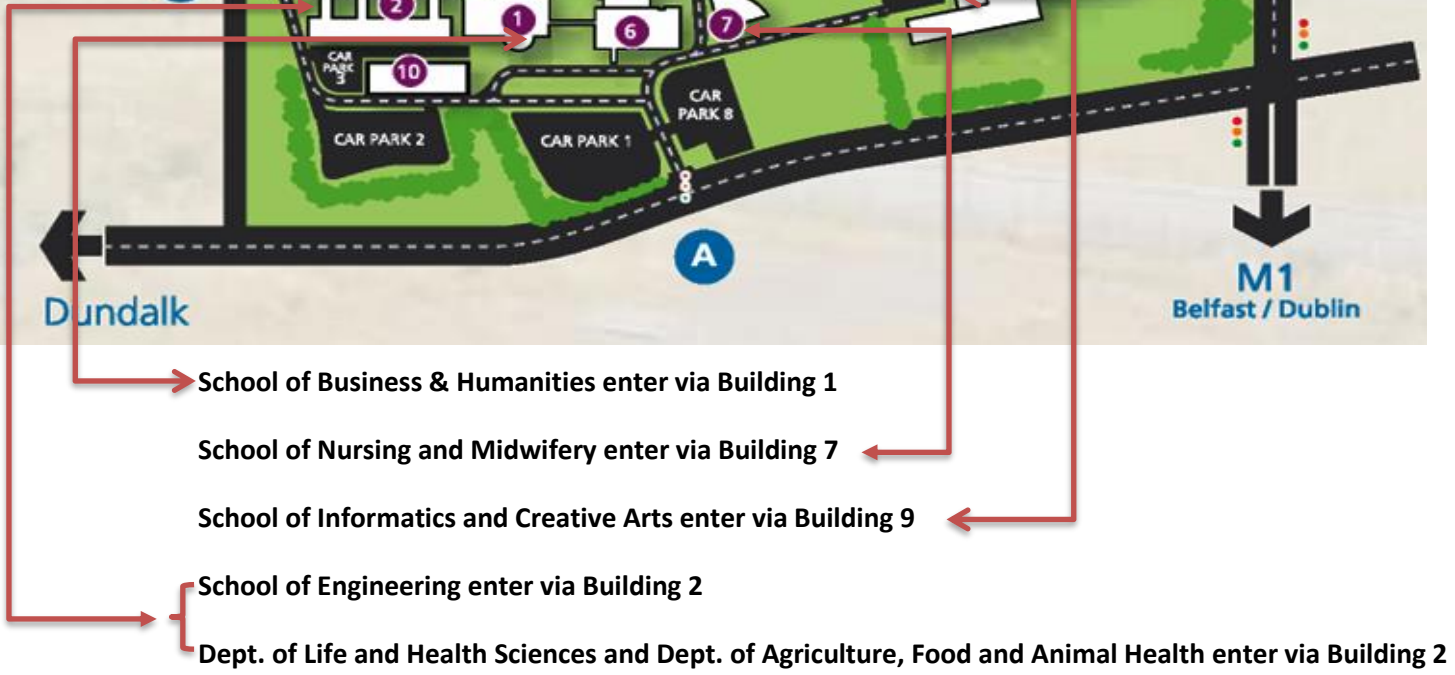 2
1
6
7
CAR
PARK
3
10
CAR
PARK 8
CAR PARK 2
CAR PARK 1
A
Dundalk
M1
Belfast / Dublin
School of Business & Humanities enter via Building 1
School of Nursing and Midwifery enter via Building 7
School of Informatics and Creative Arts enter via Building 9
School of Engineering enter via Building 2
Dept. of Life and Health Sciences and Dept. of Agriculture, Food and Animal Health enter via Building 2